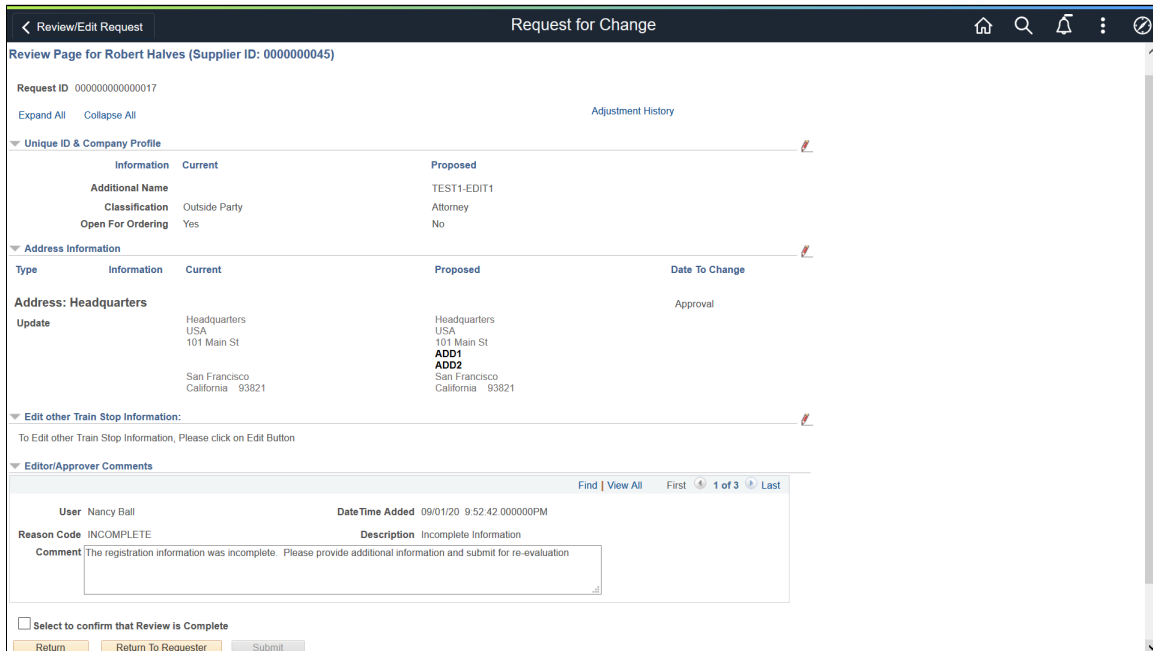 Review/Edit Request
Request for Change
Review Page for Robert Halves (Supplier ID: 0000000045)
Request ID 000000000000017
Expand All Collapse All Adjustment History
Unique ID & Company Profile
Information Current Proposed
Additional Name TEST1-EDIT1
Classification Outside Party Attorney
Open For Ordering Yes No
Address Information
Type Information Current Proposed Date To Change
Address: Headquarters Approval
Update Headquarters Headquarters
USA USA
101 Main St 101 Main St
ADD1
ADD2
San Francisco San Francisco
California 93821 California 93821
Edit other Train Stop Information:
To Edit other Train Stop Information, Please click on Edit Button
Editor/Approver Comments
Find | View All First 1 of 3 Last
User Nancy Ball DateTime Added 09/01/20 9:52:42.000000PM
Reason Code INCOMPLETE Description Incomplete Information
Comment The registration information was incomplete. Please provide additional information and submit for re-evaluation
Select to confirm that Review is Complete
Return Return To Requester Submit